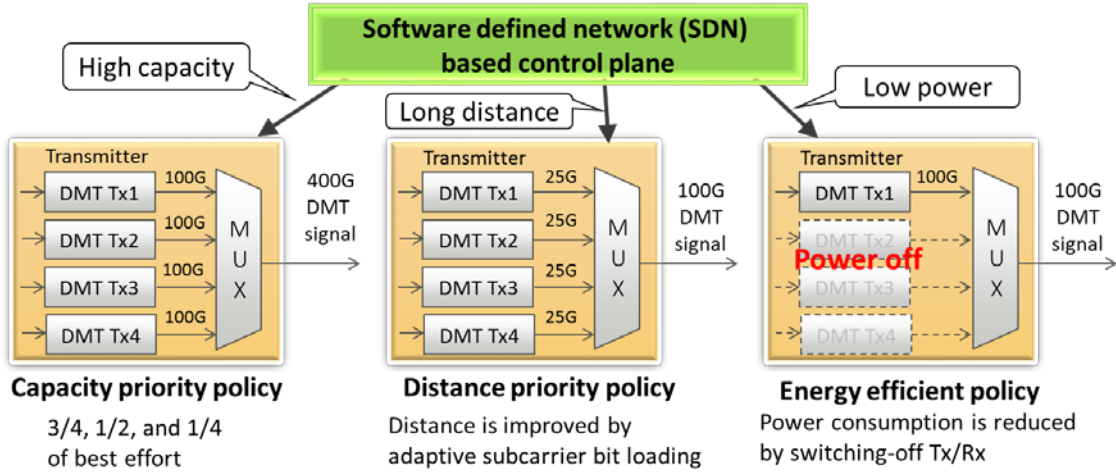 Software defined network (SDN)
based control plane
High capacity
Long distance
Low power
Transmitter
DMT Tx1
100G
DMT Tx2
100G
DMT Tx3
100G
DMT Tx4
100G
MUX
400G
DMT
signal
Capacity priority policy
3/4, 1/2, and 1/4
of best effort
Transmitter
DMT Tx1
25G
DMT Tx2
25G
DMT Tx3
25G
DMT Tx4
25G
MUX
100G
DMT
signal
Distance priority policy
Distance is improved by
adaptive subcarrier bit loading
Transmitter
DMT Tx1
100G
DMT Tx2
Power off
DMT Tx3
DMT Tx4
MUX
100G
DMT
signal
Energy efficient policy
Power consumption is reduced
by switching-off Tx/Rx